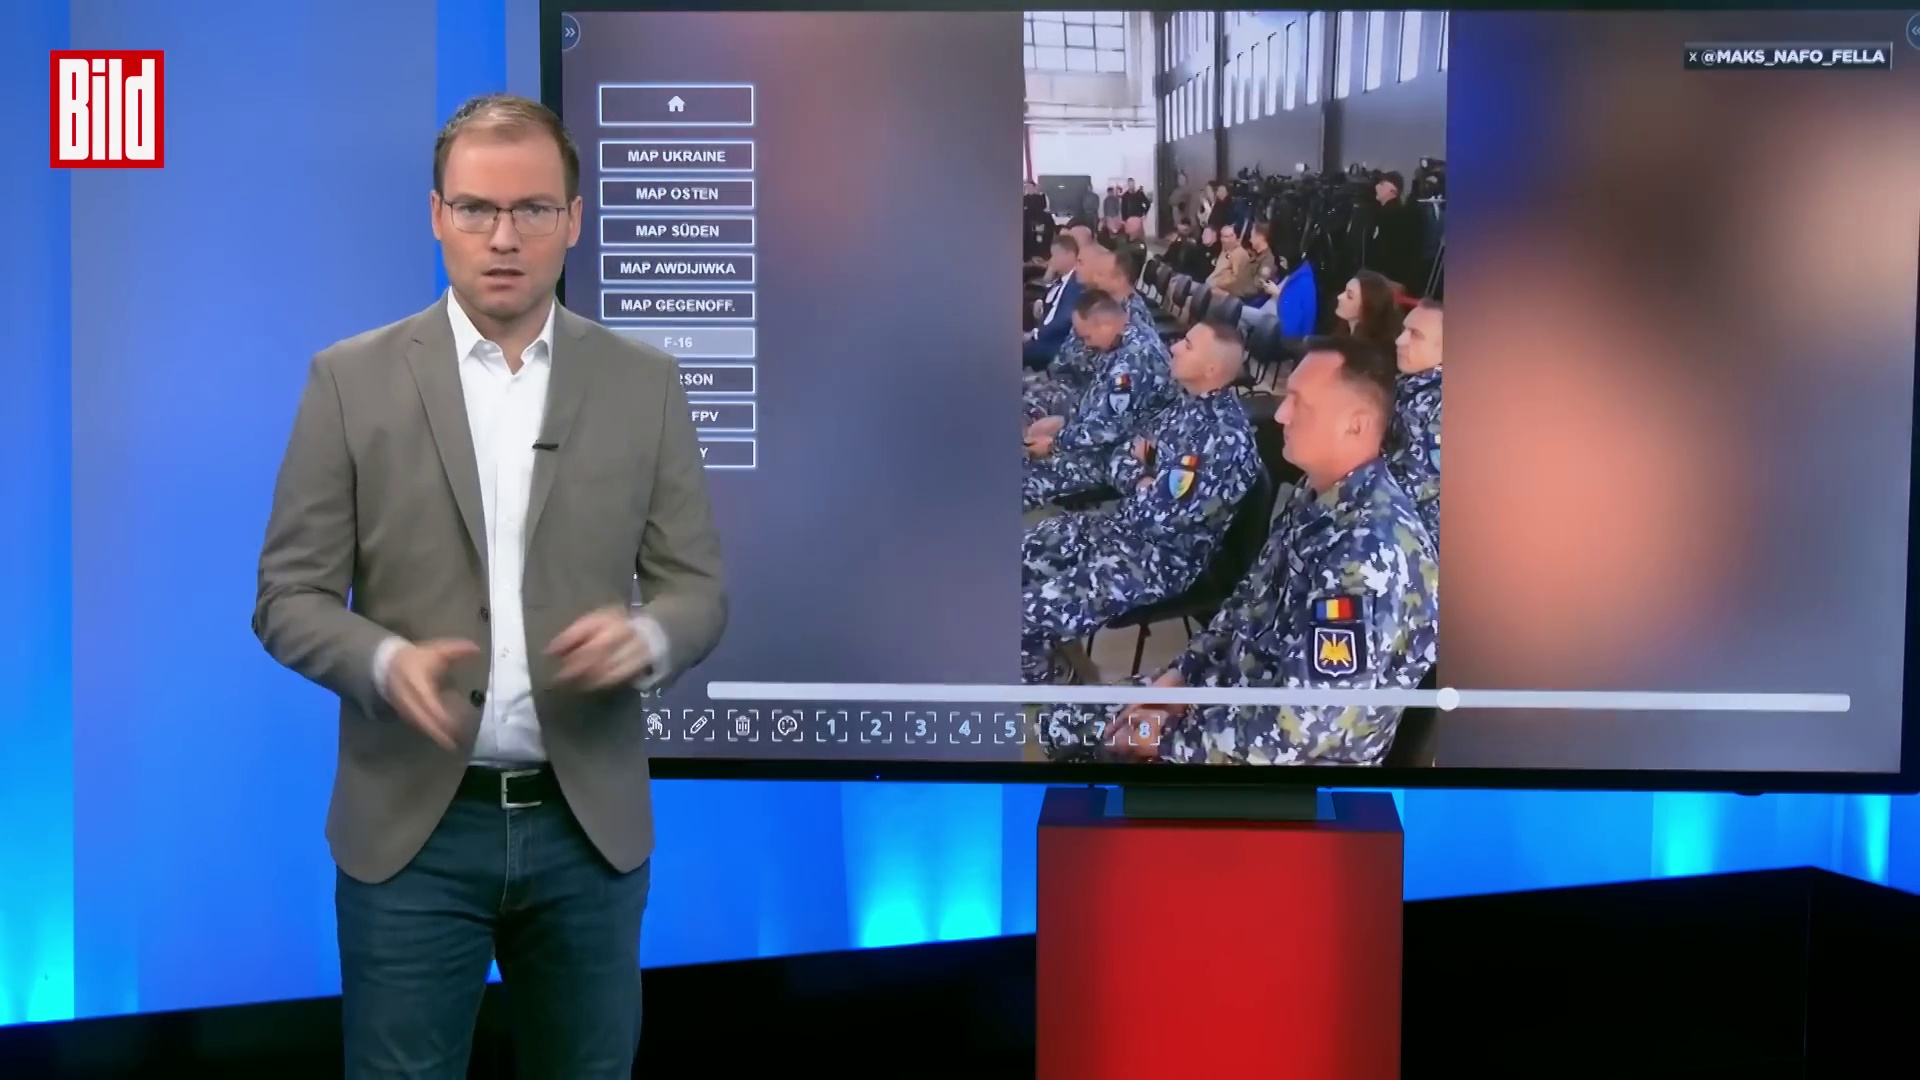 Bild
X @MAKS_NAFO_FELLA
MAP UKRAINE
MAP OSTEN
MAP SÜDEN
MAP AWDIJIWKA
MAP GEGENOFF.
F-16
RSON
FPV
Y
1 2 3 4 5 6 7 8